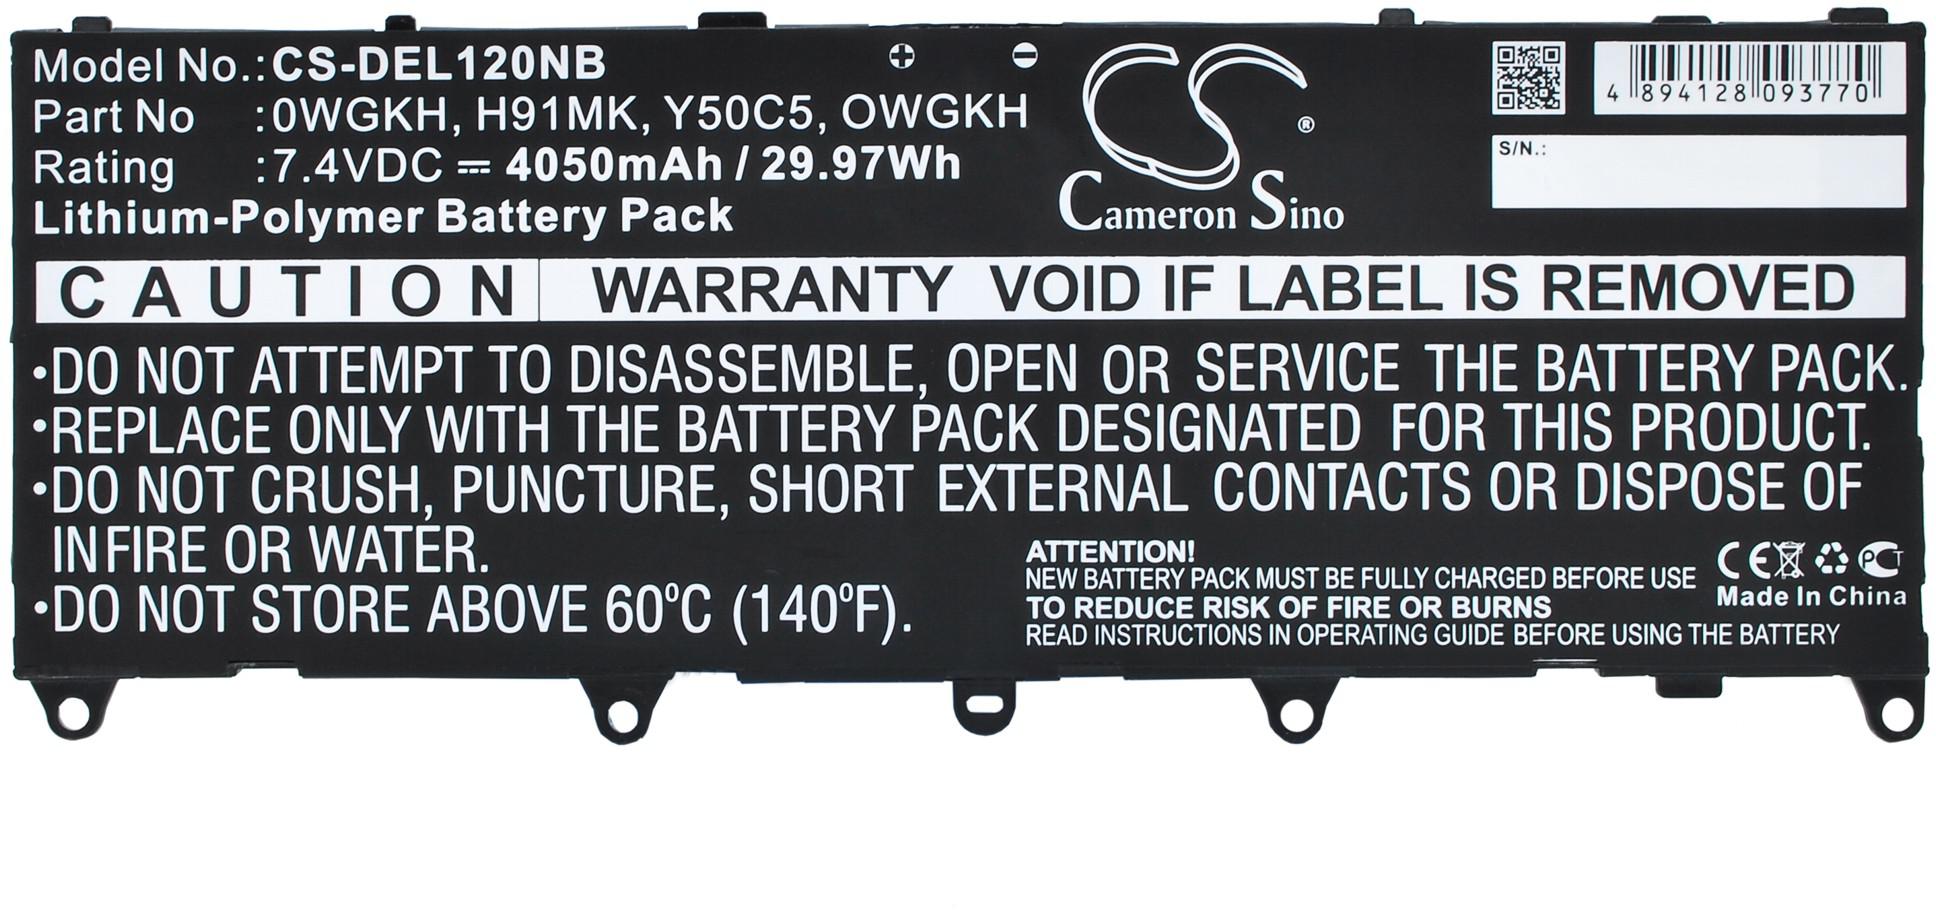 Model No.:CS-DEL120NB
Part No :0WGKH, H91MK, Y50C5, OWGKH
Rating :7.4VDC ⎓ 4050mAh / 29.97Wh
Lithium-Polymer Battery Pack
CS
®
Cameron Sino
4 894128 093770
S/N.:
CAUTION
WARRANTY VOID IF LABEL IS REMOVED
•DO NOT ATTEMPT TO DISASSEMBLE, OPEN OR SERVICE THE BATTERY PACK.
•REPLACE ONLY WITH THE BATTERY PACK DESIGNATED FOR THIS PRODUCT.
•DO NOT CRUSH, PUNCTURE, SHORT EXTERNAL CONTACTS OR DISPOSE OF
IN FIRE OR WATER.
•DO NOT STORE ABOVE 60ºC (140ºF).
ATTENTION!
NEW BATTERY PACK MUST BE FULLY CHARGED BEFORE USE
TO REDUCE RISK OF FIRE OR BURNS
READ INSTRUCTIONS IN OPERATING GUIDE BEFORE USING THE BATTERY
CE PCT
Made In China